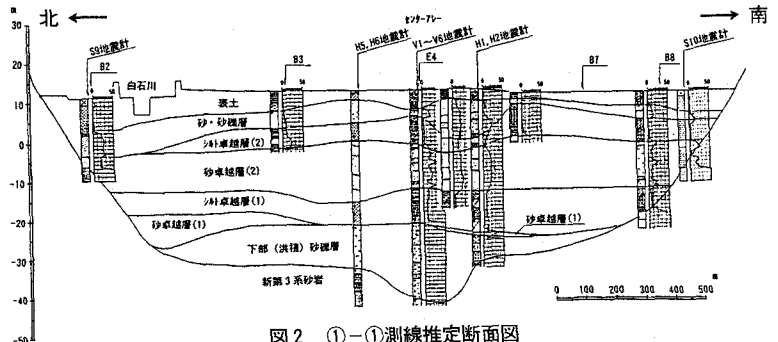 m
北
南
センターアレー
S9地震計
H5, H6地震計
V1~V6地震計
H1, H2地震計
S10地震計
B2
B3
E4
B7
B8
0 50
白石川
表土
砂・砂礫層
シルト卓越層(2)
砂卓越層(2)
シルト卓越層(1)
砂卓越層(1)
砂卓越層(1)
下部(洪積)砂礫層
新第3系砂岩
30
20
10
0
-10
-20
-30
-40
-50
0 100 200 300 400 500
m
図2 ①-①測線推定断面図